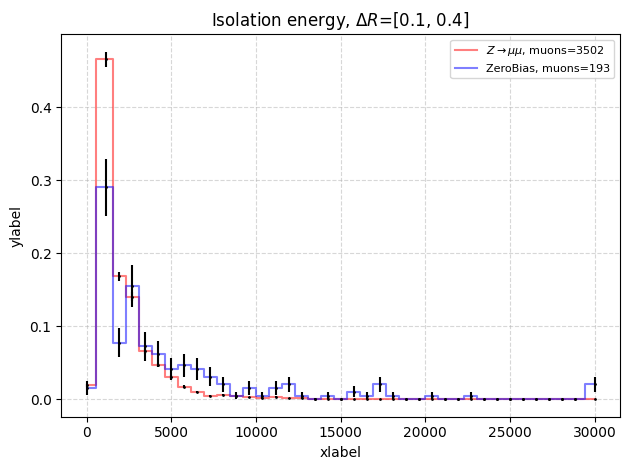 Isolation energy, ΔR=[0.1, 0.4]
Z→μμ, muons=3502
ZeroBias, muons=193
ylabel
0.4
0.3
0.2
0.1
0.0
0 5000 10000 15000 20000 25000 30000
xlabel